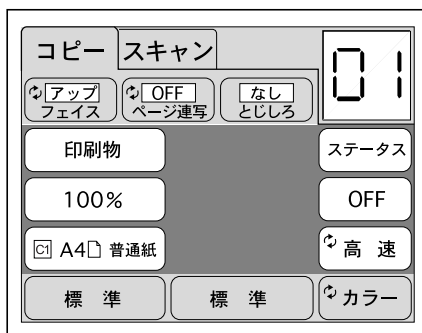 コピー スキャン
01
アップ
フェイス
OFF
ページ連写
なし
とじしろ
印刷物
ステータス
100%
OFF
C1 A4 普通紙
高 速
標 準
標 準
カラー